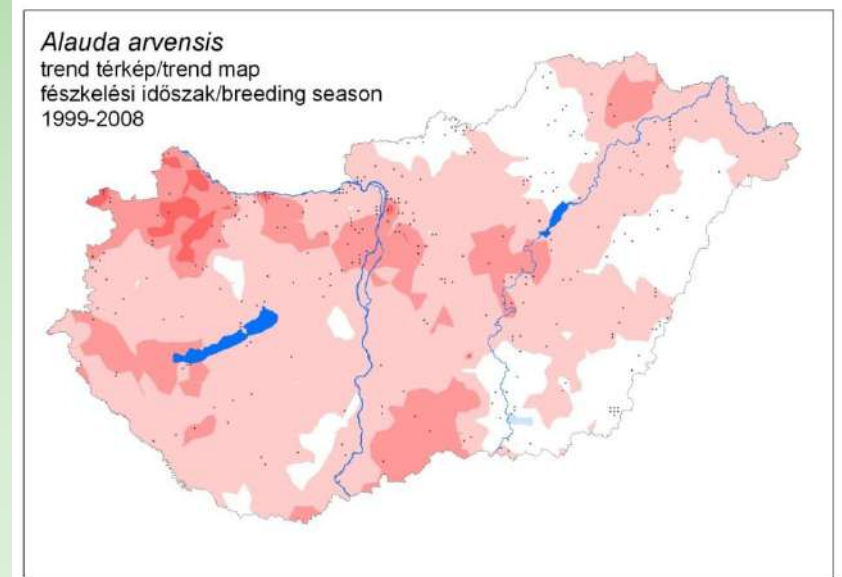 Alauda arvensis
trend térkép/trend map
fészkelési időszak/breeding season
1999-2008